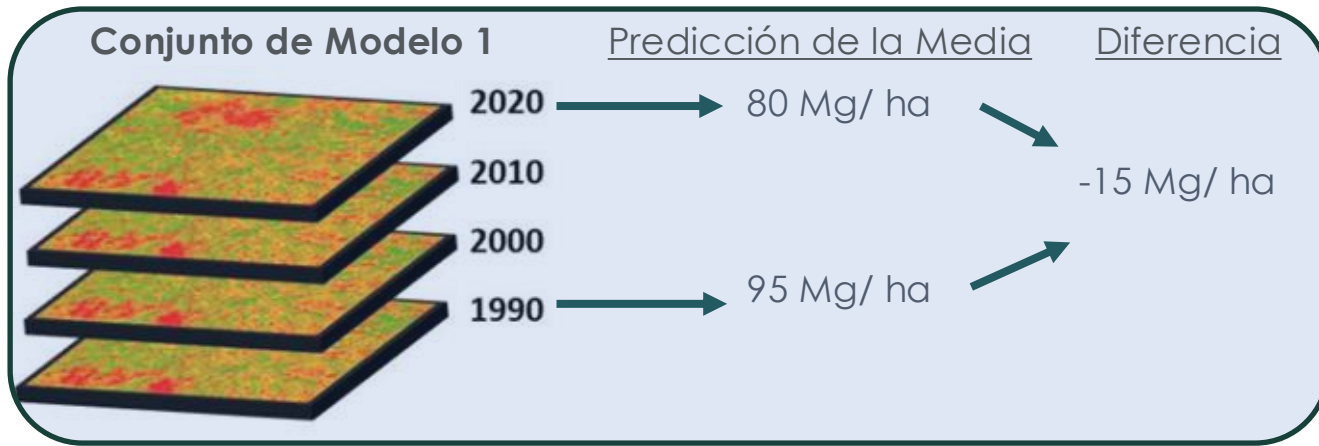 Conjunto de Modelo 1
Predicción de la Media
Diferencia
2020
80 Mg/ ha
2010
-15 Mg/ ha
2000
95 Mg/ ha
1990